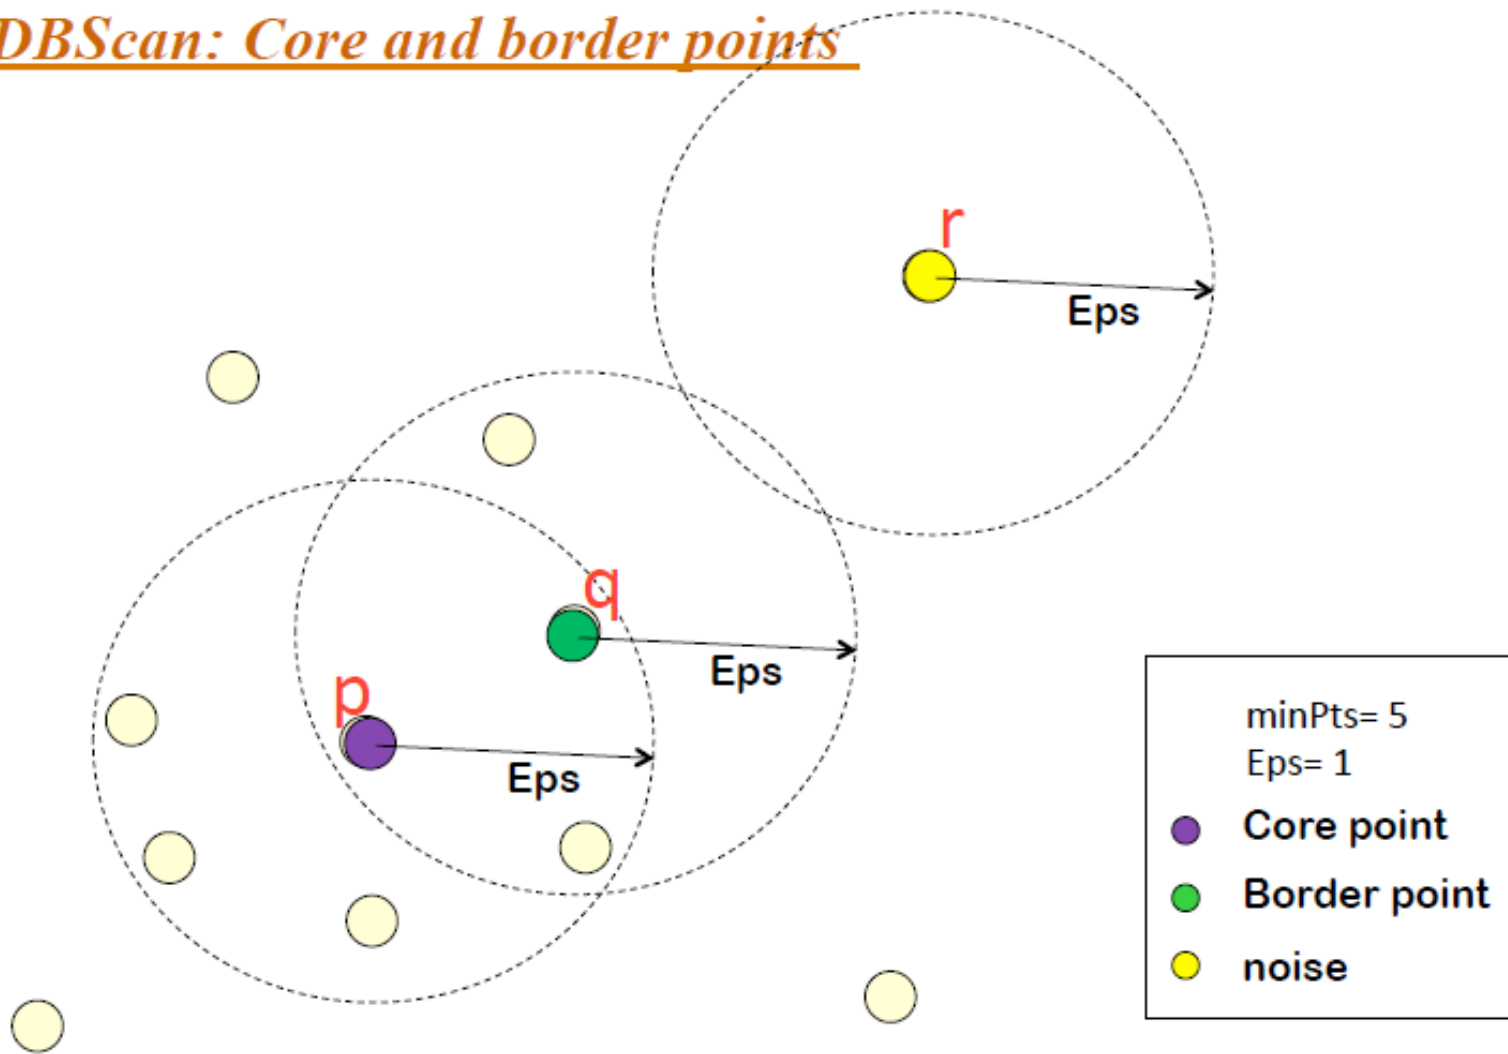 DBScan: Core and border points
r
Eps
q
Eps
p
Eps
minPts= 5
Eps= 1
Core point
Border point
noise